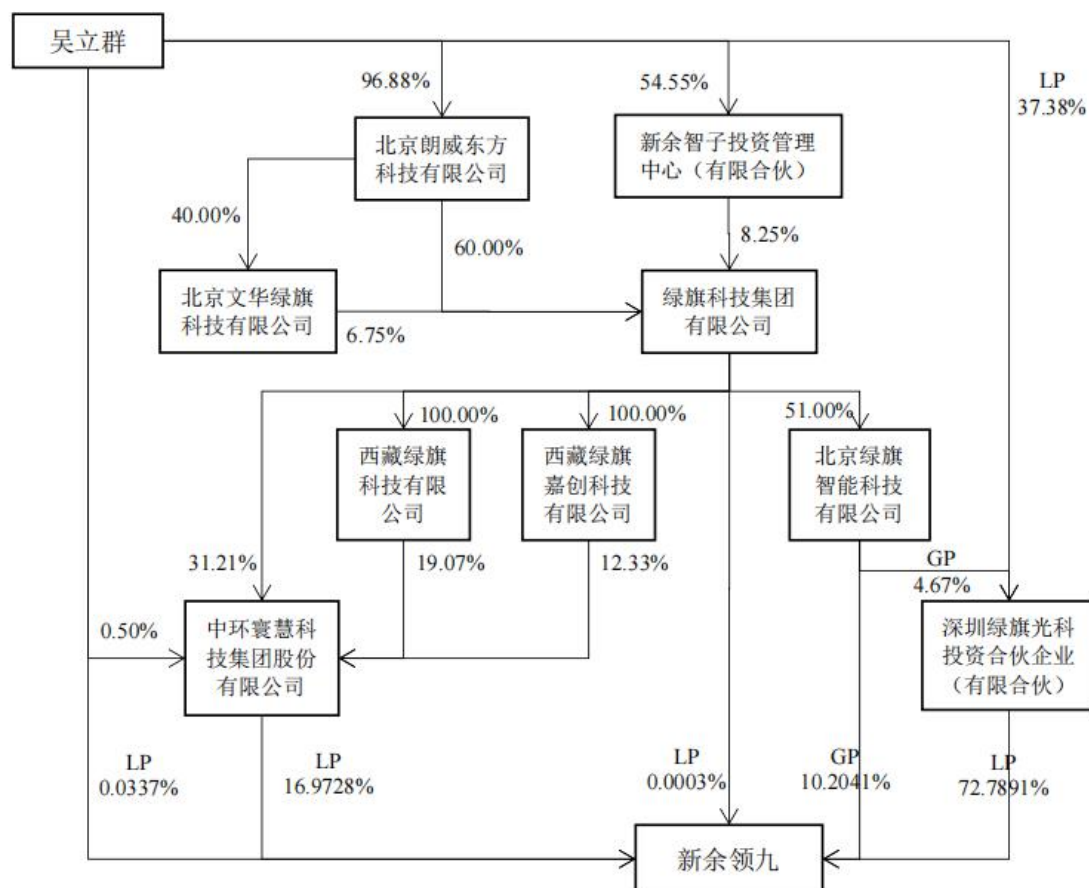 吴立群
96.88%
54.55%
LP
37.38%
北京朗威东方
科技有限公司
新余智子投资管理
中心（有限合伙）
40.00%
60.00%
8.25%
北京文华绿旗
科技有限公司
6.75%
绿旗科技集团
有限公司
100.00%
100.00%
51.00%
西藏绿旗
科技有限
公司
西藏绿旗
嘉创科技
有限公司
北京绿旗
智能科技
有限公司
31.21%
19.07%
12.33%
GP
4.67%
0.50%
中环寰慧科
技集团股份
有限公司
深圳绿旗光科
投资合伙企业
（有限合伙）
LP
0.0337%
LP
16.9728%
LP
0.0003%
GP
10.2041%
LP
72.7891%
新余领九